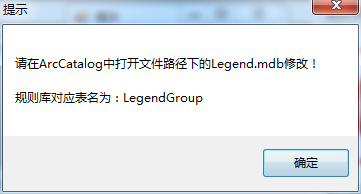 提示
请在ArcCatalog中打开文件路径下的Legend.mdb修改！
规则库对应表名为：LegendGroup
确定